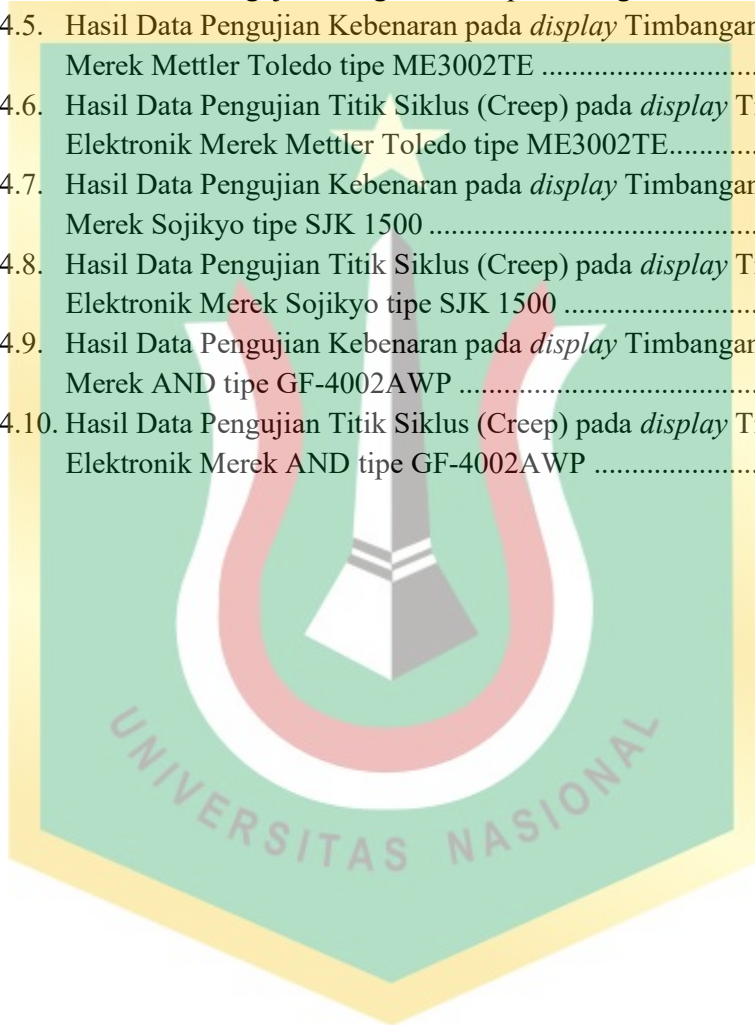 4.5. Hasil Data Pengujian Kebenaran pada display Timbangan
Merek Mettler Toledo tipe ME3002TE ............................
4.6. Hasil Data Pengujian Titik Siklus (Creep) pada display
Elektronik Merek Mettler Toledo tipe ME3002TE............
4.7. Hasil Data Pengujian Kebenaran pada display Timbangan
Merek Sojikyo tipe SJK 1500 ..........................................
4.8. Hasil Data Pengujian Titik Siklus (Creep) pada display
Elektronik Merek Sojikyo tipe SJK 1500 .........................
4.9. Hasil Data Pengujian Kebenaran pada display Timbangan
Merek AND tipe GF-4002AWP ......................................
4.10. Hasil Data Pengujian Titik Siklus (Creep) pada display
Elektronik Merek AND tipe GF-4002AWP .....................
UNIVERSITAS NASIONAL